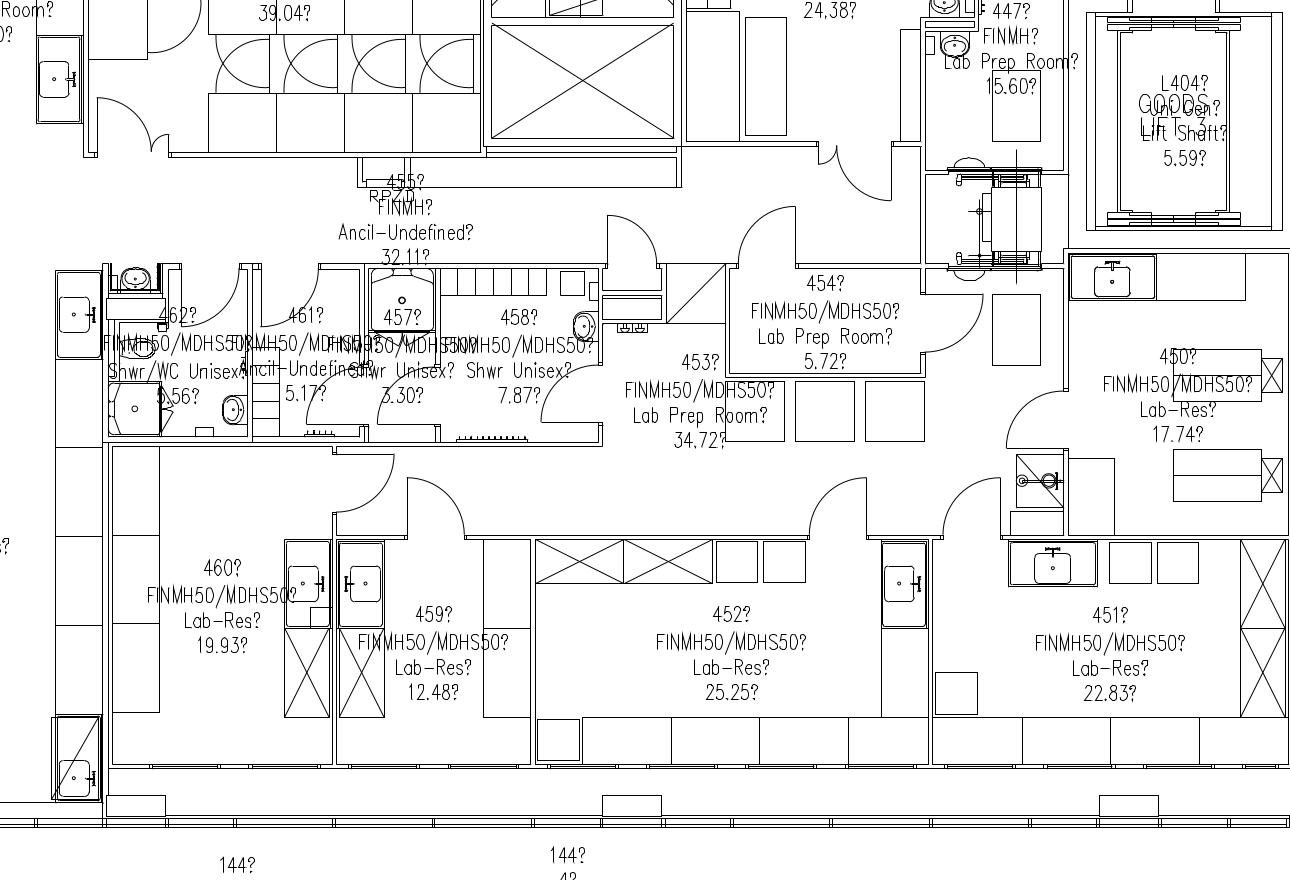 Room?
39.04?
24.38?
447?
FINMH?
Lab Prep Room?
15.60?
L404?
GOODS
Uni Gen?
LIFT 3
Lift Shaft?
5.59?
455?
RPZD
FINMH?
Ancil-Undefined?
32.11?
462?
FINMH50/MDHS50?
Shwr/WC Unisex?
5.56?
461?
FINMH50/MDHS50?
Ancil-Undefined?
5.17?
457?
FINMH50/MDHS50?
Shwr Unisex?
3.30?
458?
FINMH50/MDHS50?
Shwr Unisex?
7.87?
454?
FINMH50/MDHS50?
Lab Prep Room?
5.72?
453?
FINMH50/MDHS50?
Lab Prep Room?
34.72?
450?
FINMH50/MDHS50?
Lab-Res?
17.74?
460?
FINMH50/MDHS50?
Lab-Res?
19.93?
459?
FINMH50/MDHS50?
Lab-Res?
12.48?
452?
FINMH50/MDHS50?
Lab-Res?
25.25?
451?
FINMH50/MDHS50?
Lab-Res?
22.83?
144?
144?